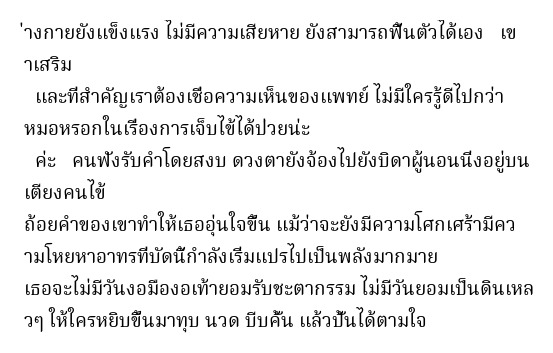 ่างกายยังแข็งแรง ไม่มีความเสียหาย ยังสามารถฟื้นตัวได้เอง   เข
าเสริม
และที่สำคัญเราต้องเชื่อความเห็นของแพทย์ ไม่มีใครรู้ดีไปกว่า
หมอหรอกในเรื่องการเจ็บไข้ได้ป่วยน่ะ
ค่ะ   คนฟังรับคำโดยสงบ ดวงตายังจ้องไปยังบิดาผู้นอนนิ่งอยู่บน
เตียงคนไข้
ถ้อยคำของเขาทำให้เธออุ่นใจขึ้น แม้ว่าจะยังมีความโศกเศร้ามีคว
ามโหยหาอาทรที่บัดนี้กำลังเริ่มแปรไปเป็นพลังมากมาย
เธอจะไม่มีวันงอมืองอเท้ายอมรับชะตากรรม ไม่มีวันยอมเป็นดินเหล
วๆ ให้ใครหยิบขึ้นมาทุบ นวด บีบคั้น แล้วปั้นได้ตามใจ